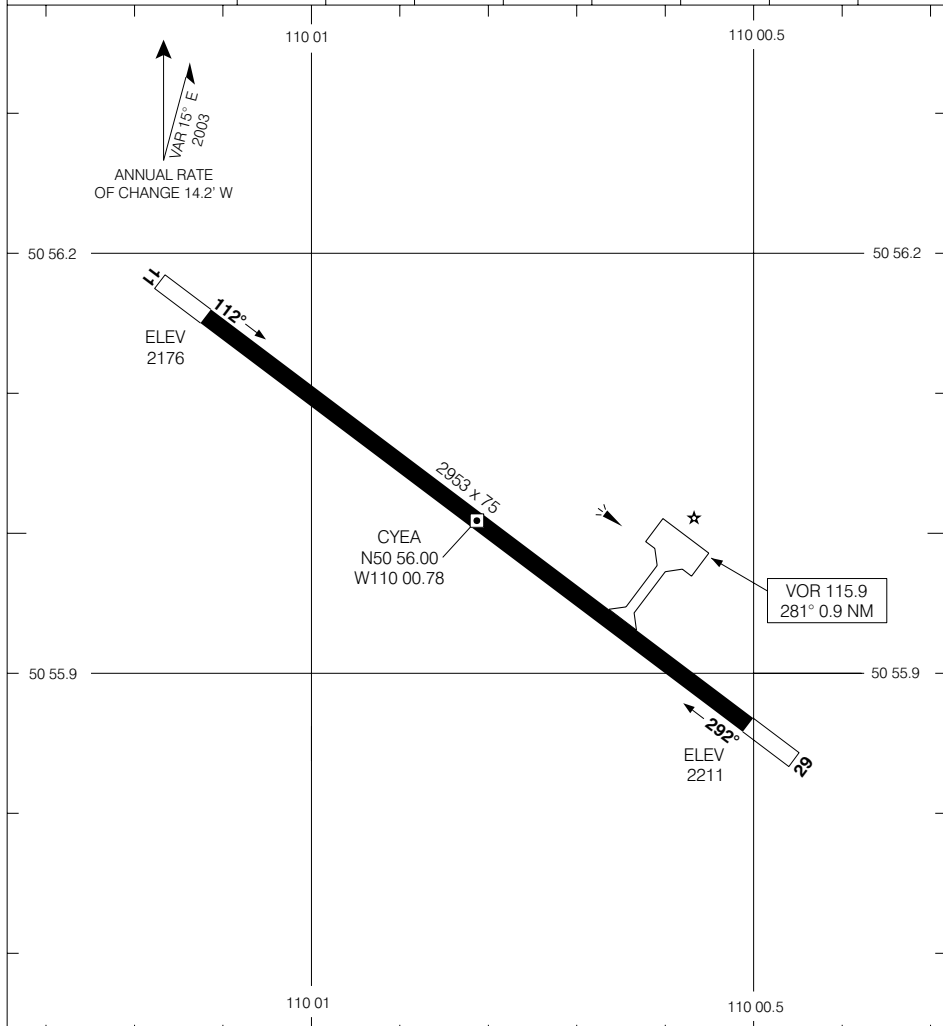 110 01
110 00.5
VAR 15° E
2003
ANNUAL RATE
OF CHANGE 14.2' W
50 56.2
50 56.2
11
112°
ELEV
2176
2953 x 75
CYEA
N50 56.00
W110 00.78
VOR 115.9
281° 0.9 NM
50 55.9
50 55.9
292°
ELEV
2211
29
110 01
110 00.5